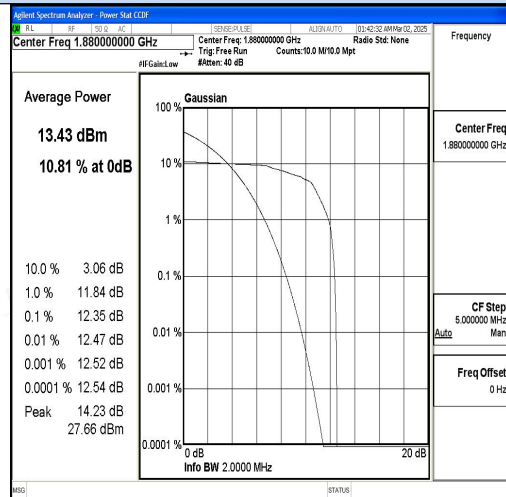 Agilent Spectrum Analyzer - Power Stat CCDF
RL RF 50 Ω AC SENSE:PULSE ALIGN AUTO 01:42:32 AM Mar 02, 2025
Center Freq 1.880000000 GHz
Center Freq: 1.880000000 GHz Radio Std: None
Trig: Free Run Counts:10.0 M/10.0 Mpt
#IFGain:Low #Atten: 40 dB
Frequency
Average Power
13.43 dBm
10.81 % at 0dB
10.0 % 3.06 dB
1.0 % 11.84 dB
0.1 % 12.35 dB
0.01 % 12.47 dB
0.001 % 12.52 dB
0.0001 % 12.54 dB
Peak 14.23 dB
27.66 dBm
Gaussian
100 %
10 %
1 %
0.1 %
0.01 %
0.001 %
0.0001 %
0 dB 20 dB
Info BW 2.0000 MHz
Center Freq
1.880000000 GHz
CF Step
5.000000 MHz
Auto Man
Freq Offset
0 Hz
MSG STATUS